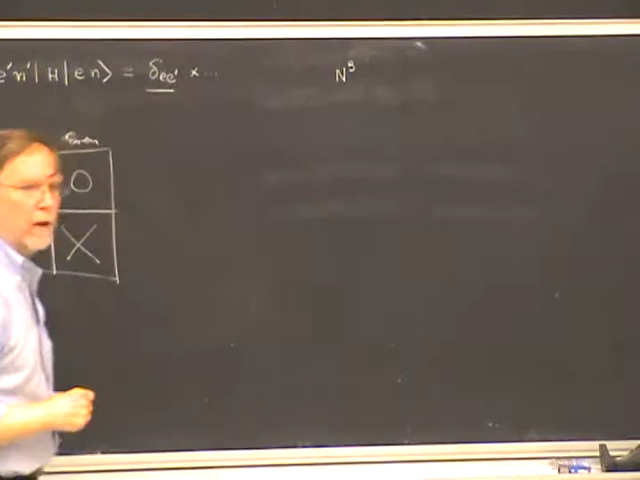 e'n'|H|en⟩ = δee' × ... N³
O
X